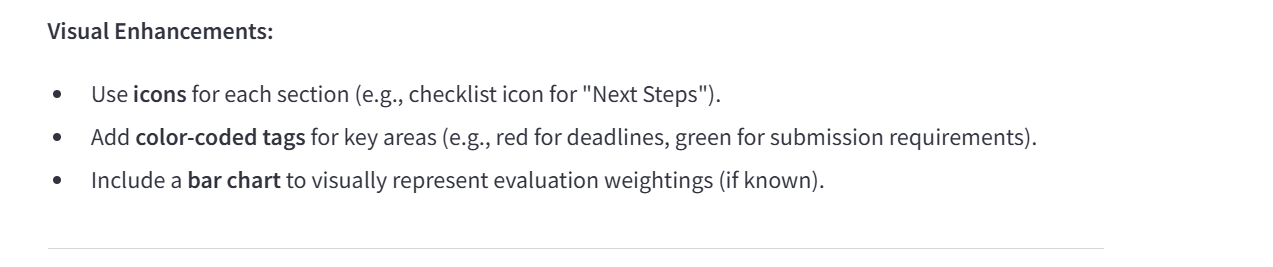 Visual Enhancements:
• Use icons for each section (e.g., checklist icon for "Next Steps").
• Add color-coded tags for key areas (e.g., red for deadlines, green for submission requirements).
• Include a bar chart to visually represent evaluation weightings (if known).